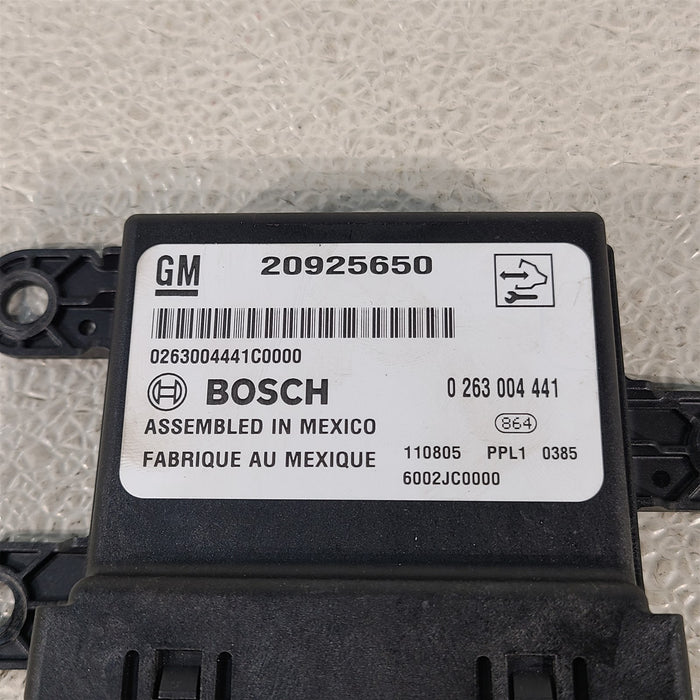 GM 20925650
0263004441C0000
BOSCH 0 263 004 441
ASSEMBLED IN MEXICO 864
FABRIQUE AU MEXIQUE 110805 PPL1 0385
6002JC0000